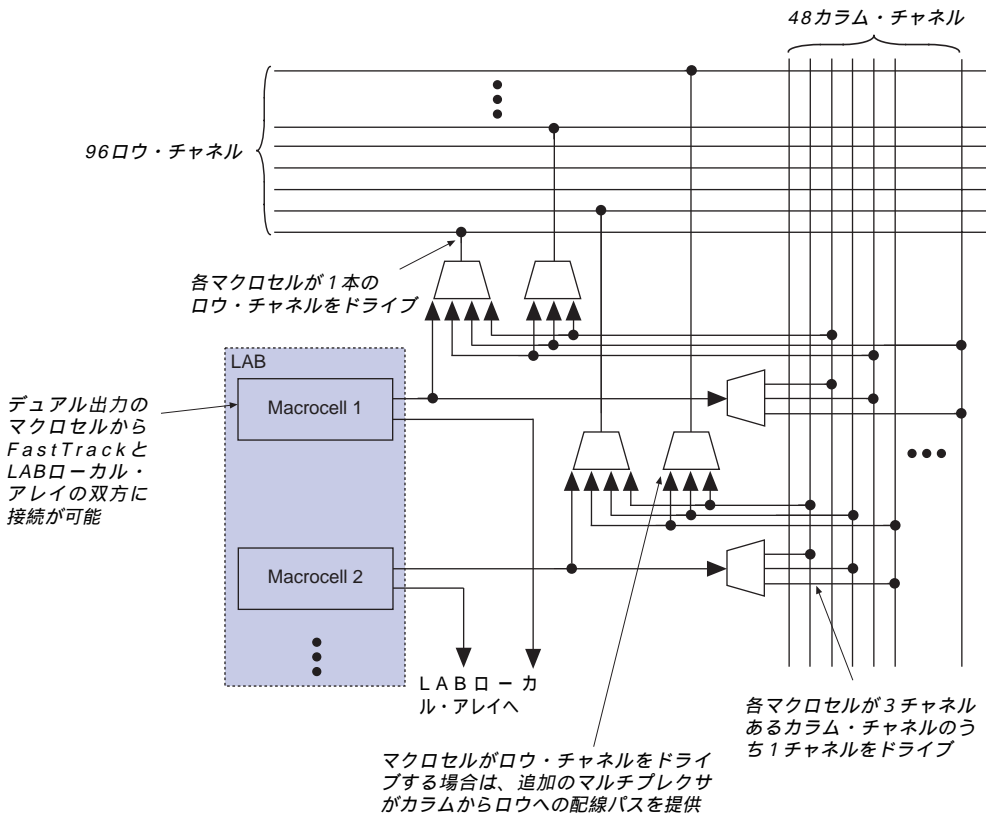 48カラム・チャネル
96ロウ・チャネル
各マクロセルが1本の
ロウ・チャネルをドライブ
LAB
Macrocell 1
デュアル出力の
マクロセルから
FastTrackと
LABローカル・
アレイの双方に
接続が可能
Macrocell 2
LABローカ
ル・アレイへ
各マクロセルが3チャネル
あるカラム・チャネルのう
ち1チャネルをドライブ
マクロセルがロウ・チャネルをドライ
ブする場合は、追加のマルチプレクサ
がカラムからロウへの配線パスを提供